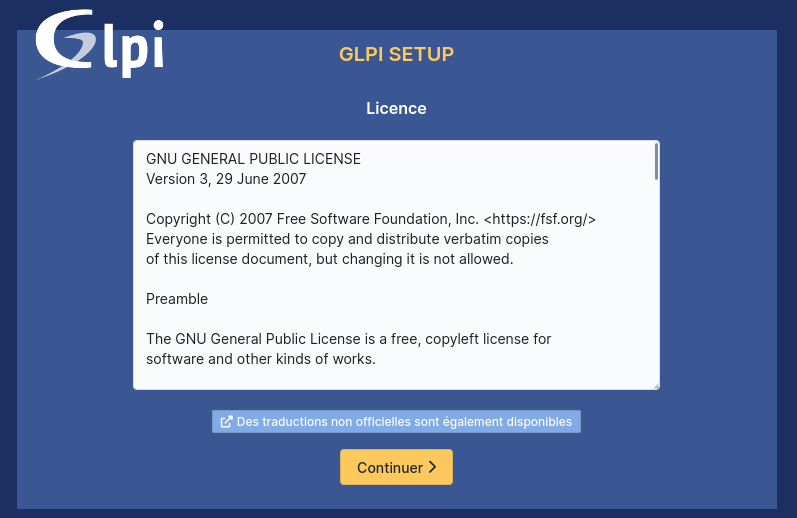 Glpi
GLPI SETUP
Licence
GNU GENERAL PUBLIC LICENSE
Version 3, 29 June 2007
Copyright (C) 2007 Free Software Foundation, Inc. <https://fsf.org/>
Everyone is permitted to copy and distribute verbatim copies
of this license document, but changing it is not allowed.
Preamble
The GNU General Public License is a free, copyleft license for
software and other kinds of works.
Des traductions non officielles sont également disponibles
Continuer